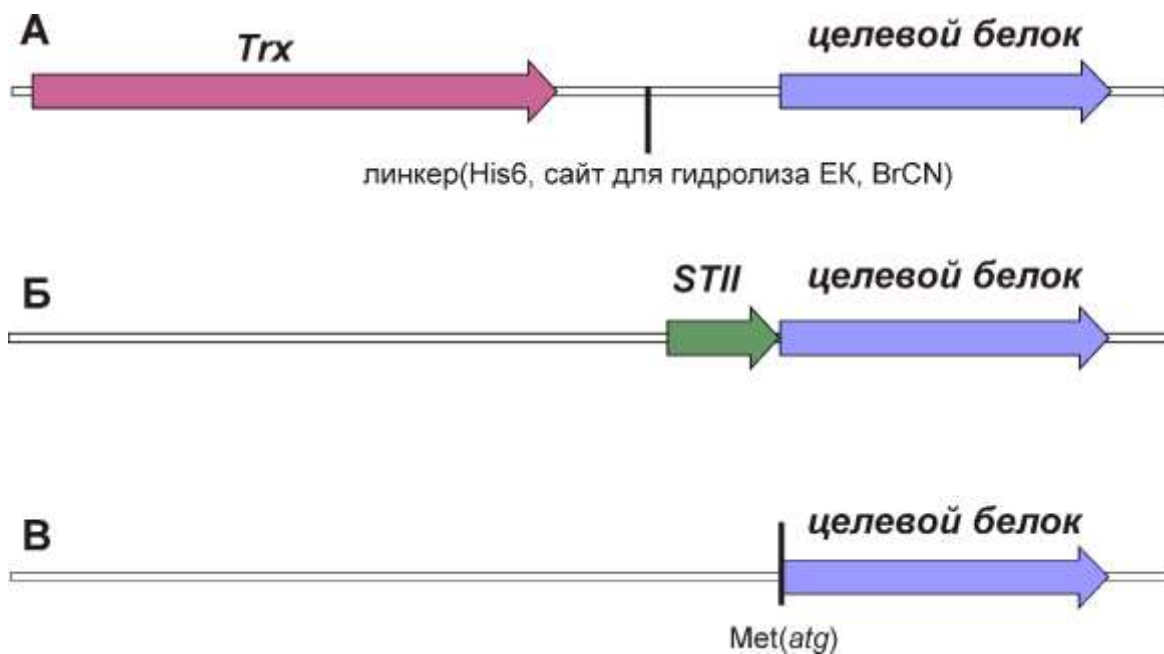 А
Trx
целевой белок
линкер(His6, сайт для гидролиза ЕК, BrCN)
Б
STII
целевой белок
В
целевой белок
Met(atg)